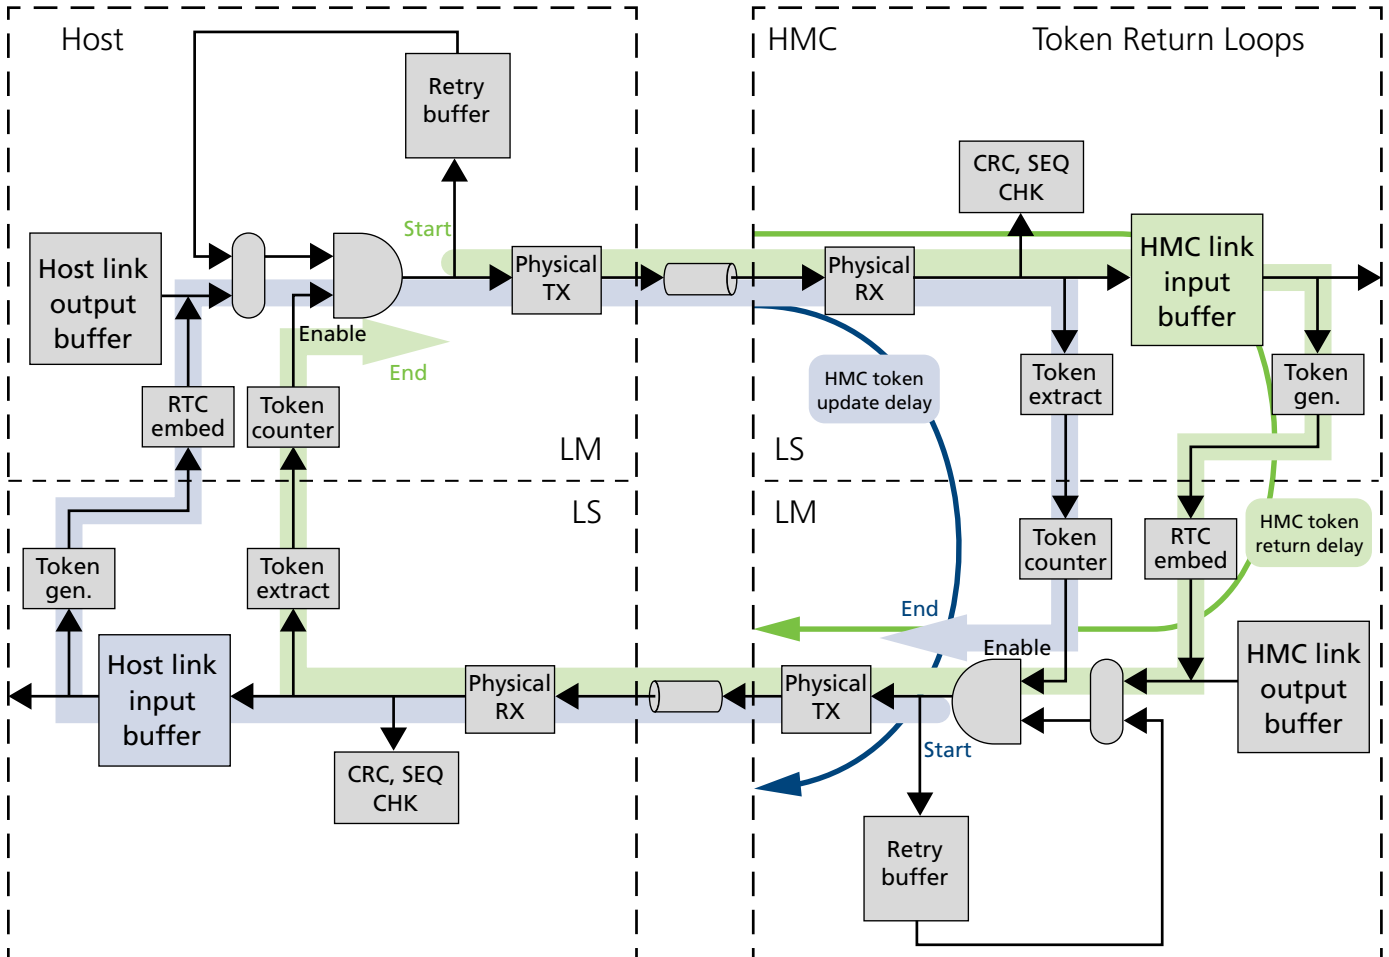 Host
HMC
Token Return Loops
Retry
buffer
CRC, SEQ
CHK
Start
Host link
output
buffer
Physical
TX
Physical
RX
HMC link
input
buffer
Enable
End
HMC token
update delay
Token
extract
Token
gen.
RTC
embed
Token
counter
LM
LS
LS
LM
Token
gen.
Token
extract
Token
counter
RTC
embed
HMC token
return delay
End
Enable
Host link
input
buffer
Physical
RX
Physical
TX
HMC link
output
buffer
Start
CRC, SEQ
CHK
Retry
buffer